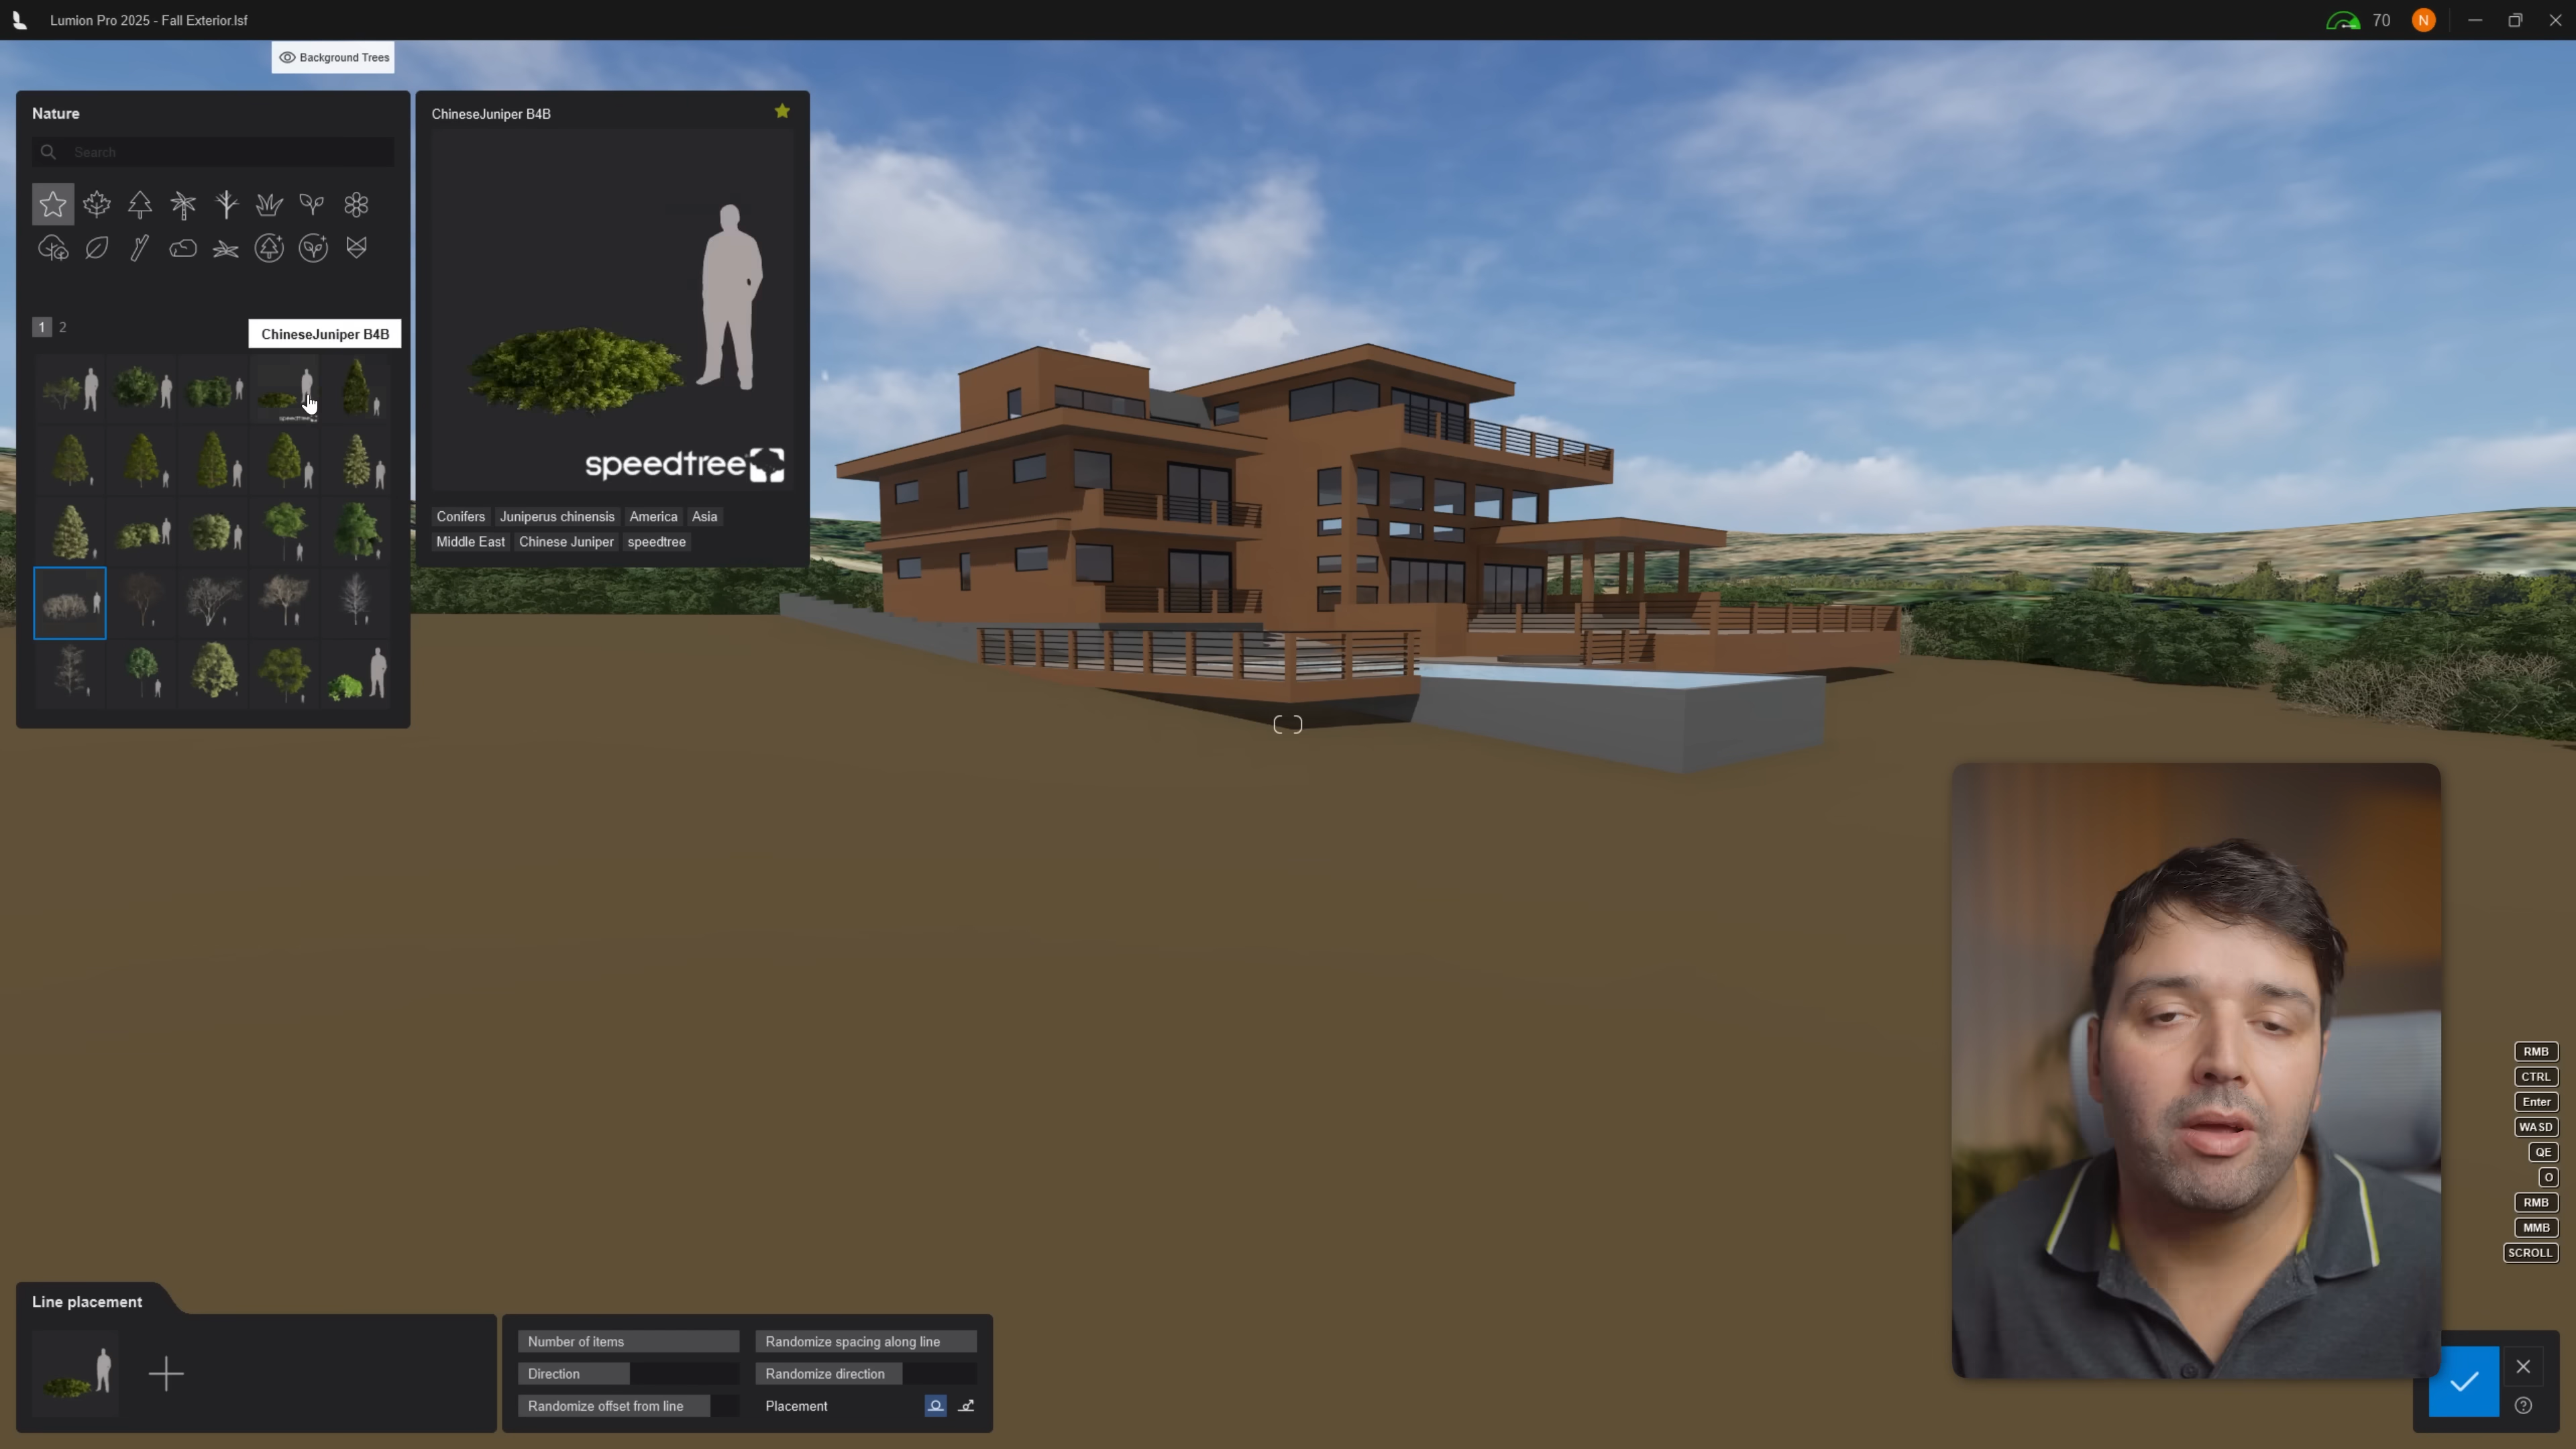 Lumion Pro 2025 - Fall Exterior.lsf
70
N
Background Trees
Nature
Search
1 2
ChineseJuniper B4B
ChineseJuniper B4B
speedtree
Conifers Juniperus chinensis America Asia
Middle East Chinese Juniper speedtree
RMB
CTRL
Enter
WASD
QE
O
RMB
MMB
SCROLL
Line placement
Number of items
Randomize spacing along line
Direction
Randomize direction
Randomize offset from line
Placement